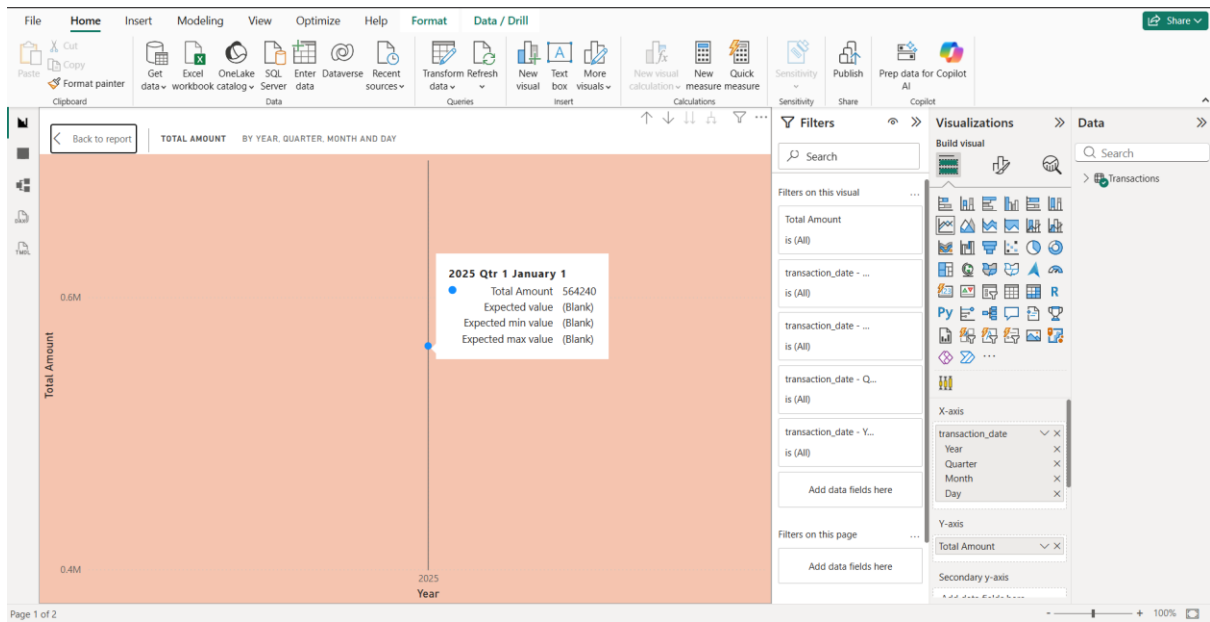 File Home Insert Modeling View Optimize Help Format Data / Drill Share
Paste
Cut
Copy
Format painter
Clipboard
Get data
Excel workbook
OneLake catalog
SQL Server
Enter data
Dataverse
Recent sources
Data
Transform data
Refresh
Queries
New visual
Text box
More visuals
Insert
New visual calculation
New measure
Quick measure
Calculations
Sensitivity
Sensitivity
Publish
Share
Prep data for AI
Copilot
Copilot
Back to report
TOTAL AMOUNT BY YEAR, QUARTER, MONTH AND DAY
0.6M
0.4M
Total Amount
2025 Qtr 1 January 1
Total Amount 564240
Expected value (Blank)
Expected min value (Blank)
Expected max value (Blank)
2025
Year
Filters
Search
Filters on this visual ...
Total Amount
is (All)
transaction_date - ...
is (All)
transaction_date - ...
is (All)
transaction_date - Q...
is (All)
transaction_date - Y...
is (All)
Add data fields here
Filters on this page ...
Add data fields here
Visualizations
Build visual
R
Py
...
X-axis
transaction_date
Year
Quarter
Month
Day
Y-axis
Total Amount
Secondary y-axis
Add data fields here
Data
Search
Transactions
Page 1 of 2
- + 100%